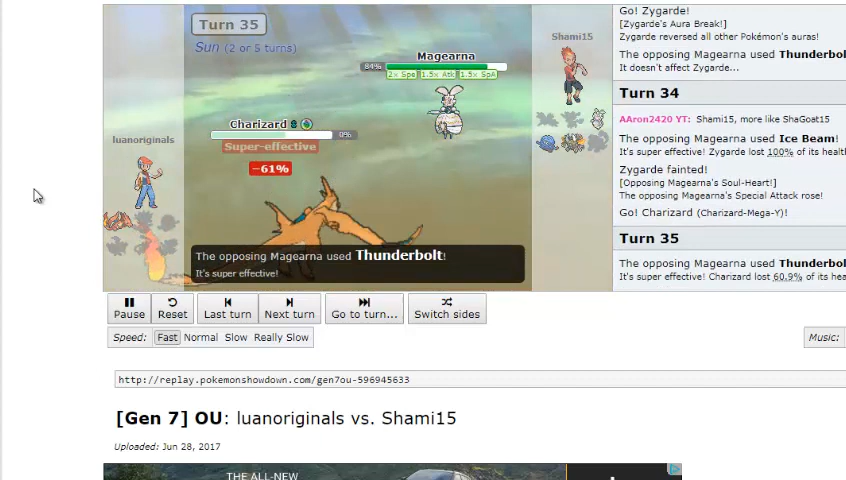 Turn 35
Sun (2 or 5 turns)
Magearna
84%
2x Spe 1.5x Atk 1.5x SpA
Shami15
luanoriginals
Charizard
0%
Super-effective
−61%
The opposing Magearna used Thunderbolt!
It's super effective!
Go! Zygarde!
[Zygarde's Aura Break!]
Zygarde reversed all other Pokémon's auras!
The opposing Magearna used Thunderbol
It doesn't affect Zygarde...
Turn 34
AAron2420 YT: Shami15, more like ShaGoat15
The opposing Magearna used Ice Beam!
It's super effective! Zygarde lost 100% of its healt
Zygarde fainted!
[Opposing Magearna's Soul-Heart!]
The opposing Magearna's Special Attack rose!
Go! Charizard (Charizard-Mega-Y)!
Turn 35
The opposing Magearna used Thunderbol
It's super effective! Charizard lost 60.9% of its hea
Pause
Reset
Last turn
Next turn
Go to turn...
Switch sides
Speed: Fast Normal Slow Really Slow
Music:
http://replay.pokemonshowdown.com/gen7ou-596945633
[Gen 7] OU: luanoriginals vs. Shami15
Uploaded: Jun 28, 2017
THE ALL-NEW